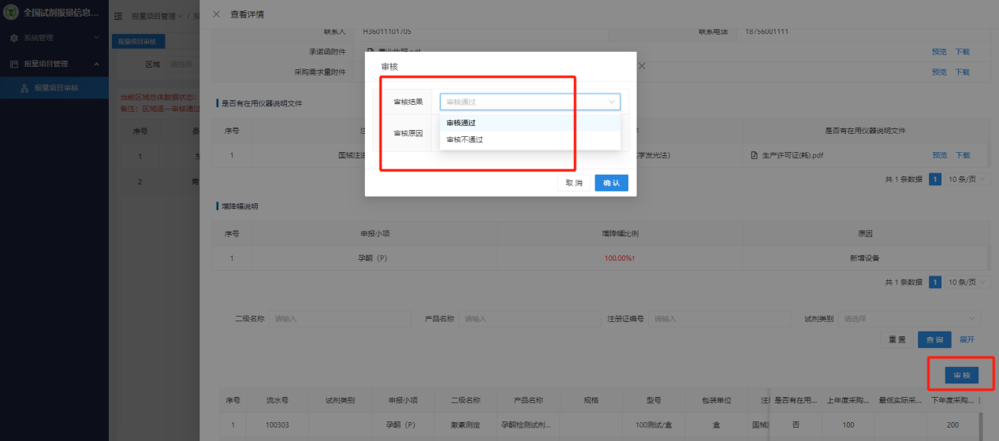 全国试剂报量信息...
系统管理
报量项目管理
报量项目审核
报量项目管理 / 报
报量项目审核
区域 请选择
当前区域总体数据状态：
备注：区域逐一审核通过
序号
1
2
查看详情
联系人 H36011101705 联系电话 18756001111
承诺函附件 营业执照.pdf 预览 下载
采购需求量附件 预览 下载
审核
审核结果 审核通过
审核通过
审核不通过
审核原因
取 消 确 认
是否有在用仪器说明文件
序号 是否有在用仪器说明文件
1 国械注 学发光法） 生产许可证(耗).pdf 预览 下载
共 1 条数据 1 10 条/页
增降幅说明
序号 申报小项 增降幅比例 原因
1 孕酮（P） 100.00%↑ 新增设备
共 1 条数据 1 10 条/页
二级名称 请输入 产品名称 请输入 注册证编号 请输入 试剂类别 请选择
重 置 查 询 展开
审 核
序号 流水号 试剂类别 申报小项 二级名称 产品名称 规格 型号 包装单位 注 是否有在用... 上年度采购... 最低实际采... 下年度采购...
1 100303 孕酮（P） 激素测定 孕酮检测试剂... 100测试/盒 盒 国械 否 100 200